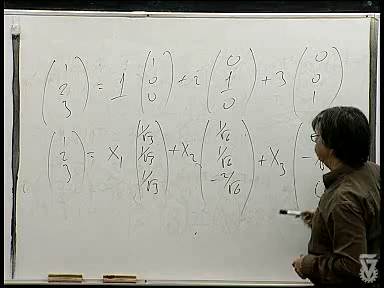 (1 2 3) = 1 (1 0 0) + 2 (0 1 0) + 3 (0 0 1)
(1 2 3) = X₁ (1/√3 1/√3 1/√3) + X₂ (1/√6 1/√6 -2/√6) + X₃